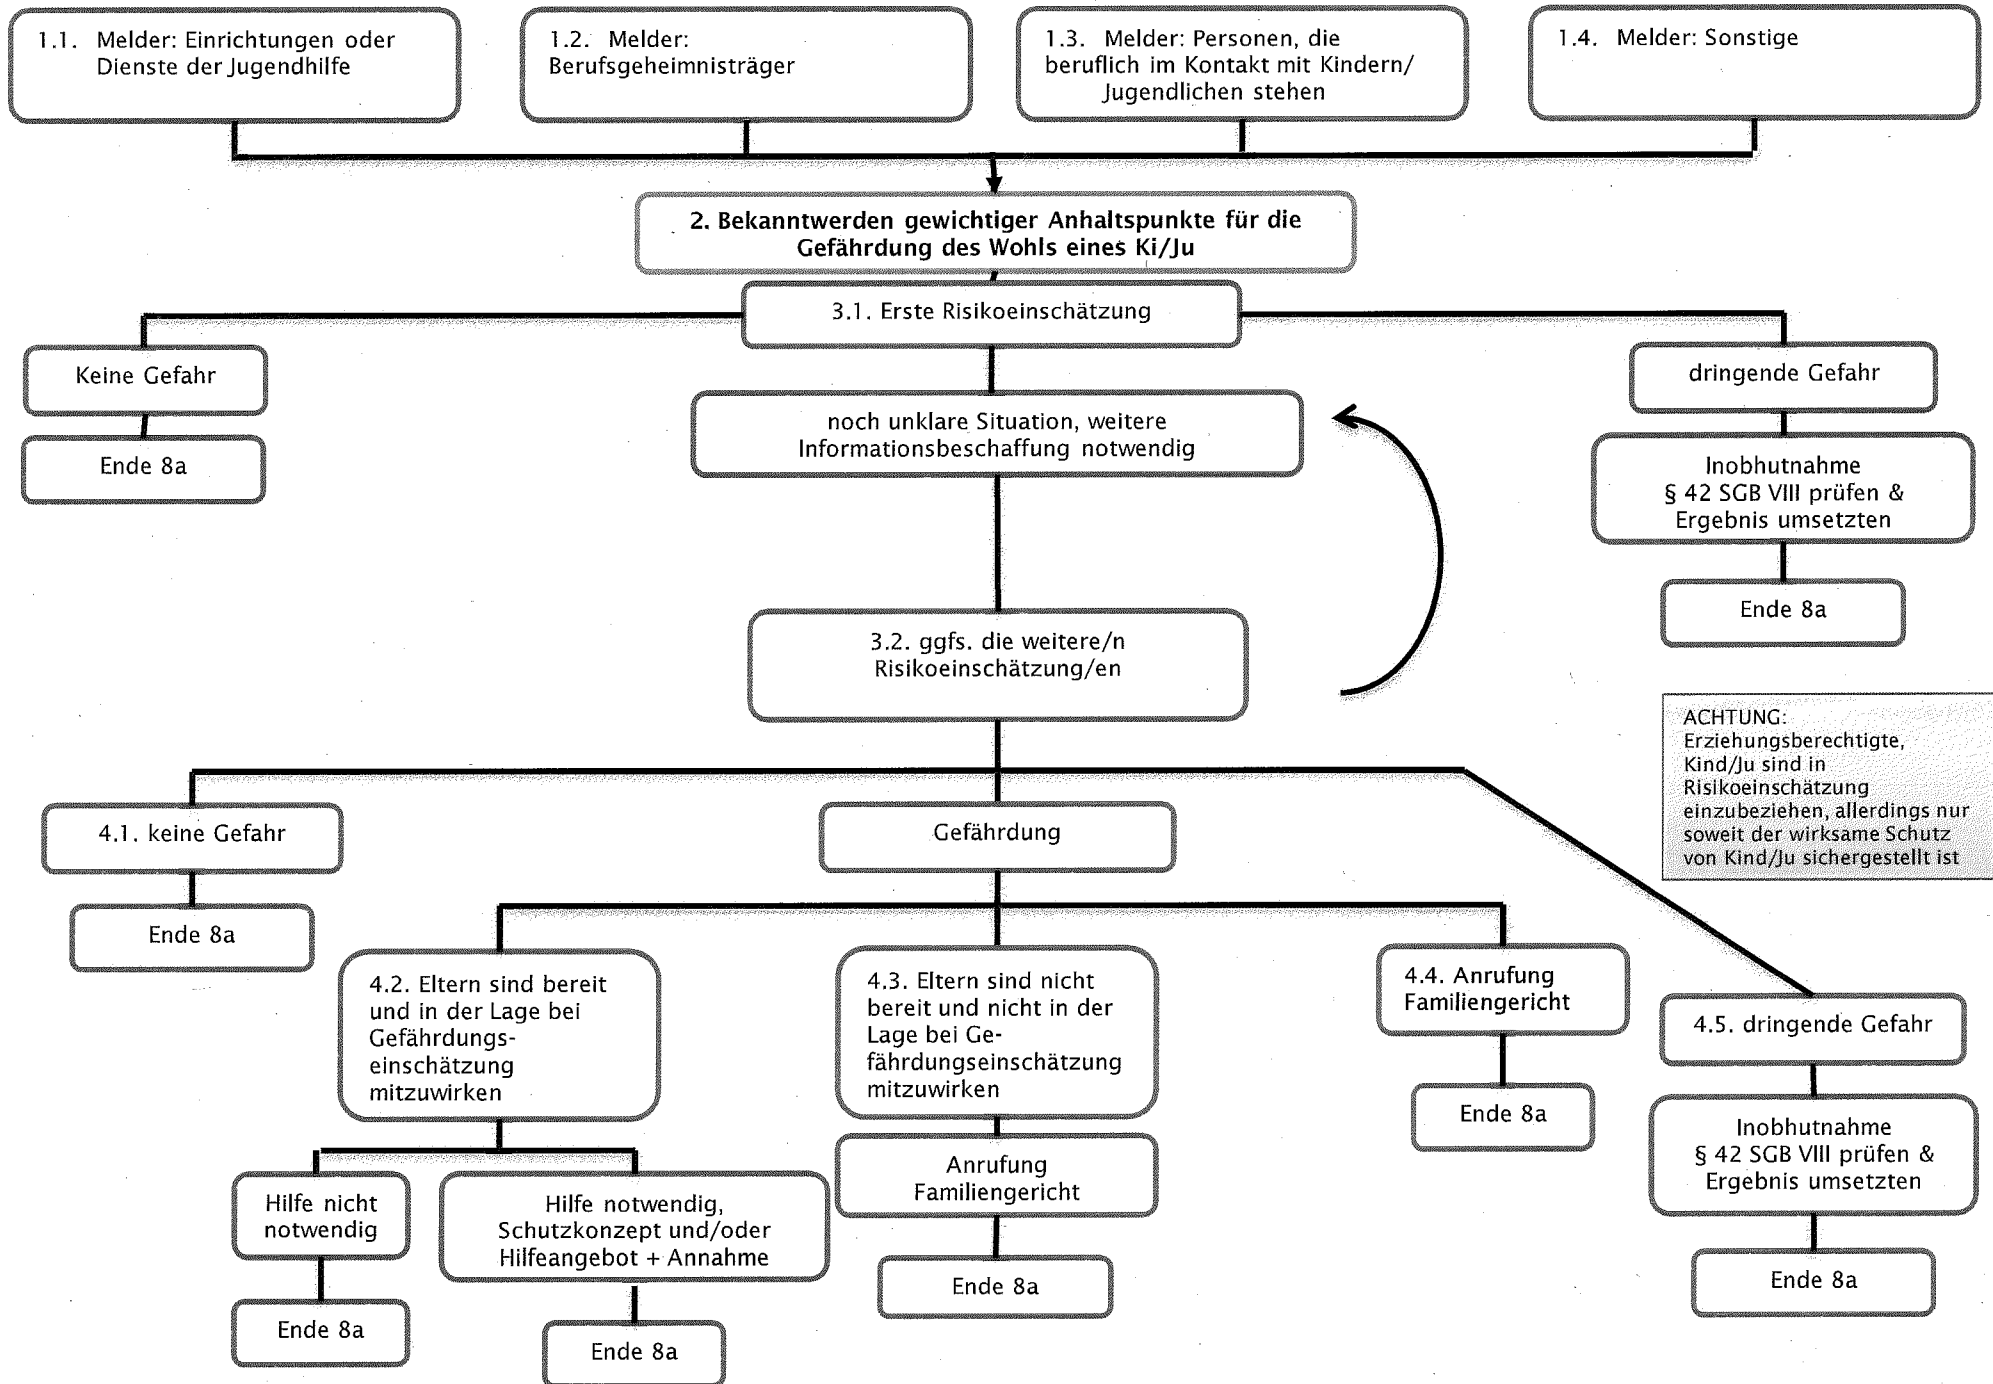 1.1. Melder: Einrichtungen oder
Dienste der Jugendhilfe
1.2. Melder:
Berufsgeheimnisträger
1.3. Melder: Personen, die
beruflich im Kontakt mit Kindern/
Jugendlichen stehen
1.4. Melder: Sonstige
2. Bekanntwerden gewichtiger Anhaltspunkte für die
Gefährdung des Wohls eines Ki/Ju
3.1. Erste Risikoeinschätzung
Keine Gefahr
Ende 8a
noch unklare Situation, weitere
Informationsbeschaffung notwendig
dringende Gefahr
Inobhutnahme
§ 42 SGB VIII prüfen &
Ergebnis umsetzten
Ende 8a
3.2. ggfs. die weitere/n
Risikoeinschätzung/en
ACHTUNG:
Erziehungsberechtigte,
Kind/Ju sind in
Risikoeinschätzung
einzubeziehen, allerdings nur
soweit der wirksame Schutz
von Kind/Ju sichergestellt ist
4.1. keine Gefahr
Ende 8a
Gefährdung
4.2. Eltern sind bereit
und in der Lage bei
Gefährdungs-
einschätzung
mitzuwirken
Hilfe nicht
notwendig
Ende 8a
Hilfe notwendig,
Schutzkonzept und/oder
Hilfeangebot + Annahme
Ende 8a
4.3. Eltern sind nicht
bereit und nicht in der
Lage bei Ge-
fährdungseinschätzung
mitzuwirken
Anrufung
Familiengericht
Ende 8a
4.4. Anrufung
Familiengericht
Ende 8a
4.5. dringende Gefahr
Inobhutnahme
§ 42 SGB VIII prüfen &
Ergebnis umsetzten
Ende 8a